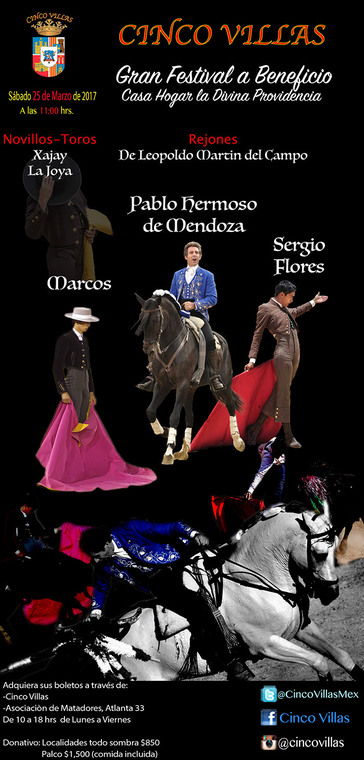 CINCO VILLAS
CINCO VILLAS
Gran Festival a Beneficio
Casa Hogar la Divina Providencia
Sábado 25 de Marzo de 2017
A las 11:00 hrs.
Novillos-Toros
Xajay
La Joya
Rejones
De Leopoldo Martin del Campo
Pablo Hermoso
de Mendoza
Sergio
Flores
Marcos
Adquiera sus boletos a través de:
-Cinco Villas
-Asociaciòn de Matadores, Atlanta 33
De 10 a 18 hrs de Lunes a Viernes
Donativo: Localidades todo sombra $850
Palco $1,500 (comida incluida)
@CincoVillasMex
Cinco Villas
@cincovillas